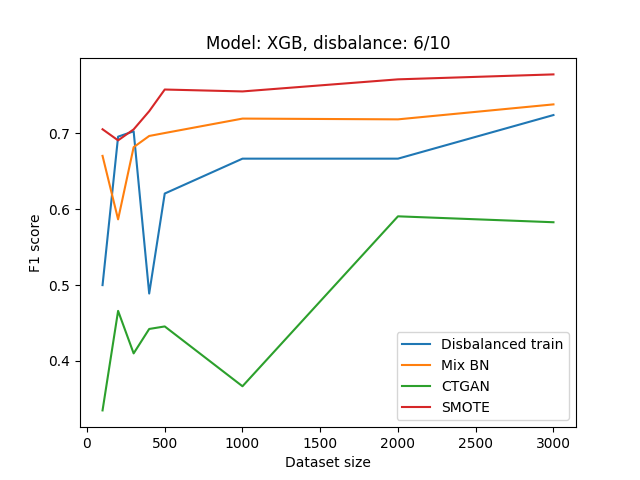 Model: XGB, disbalance: 6/10
F1 score
0.7
0.6
0.5
0.4
0
500
1000
1500
2000
2500
3000
Dataset size
Disbalanced train
Mix BN
CTGAN
SMOTE